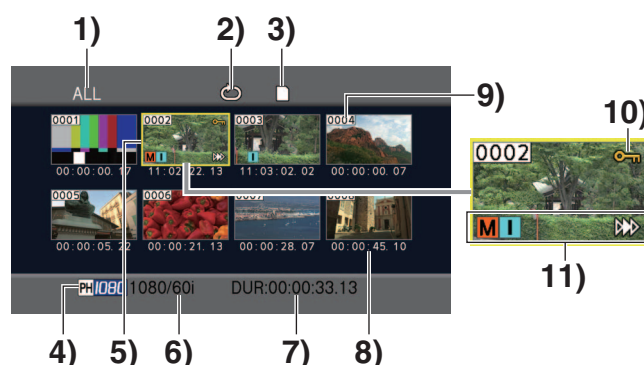 1) 2) 3)
ALL
9) 10)
0001 0002 0003 0004
M I I
00:00:00. 17 11:02:22. 13 11:03:02. 02 00:00:00. 07
0002
M I
11)
0005 0006 0007 0008
00:00:05. 22 00:00:21. 13 00:00:28. 07 00:00:45. 10
PH 1080 1080/60i DUR:00:00:33.13
4) 5) 6) 7) 8)